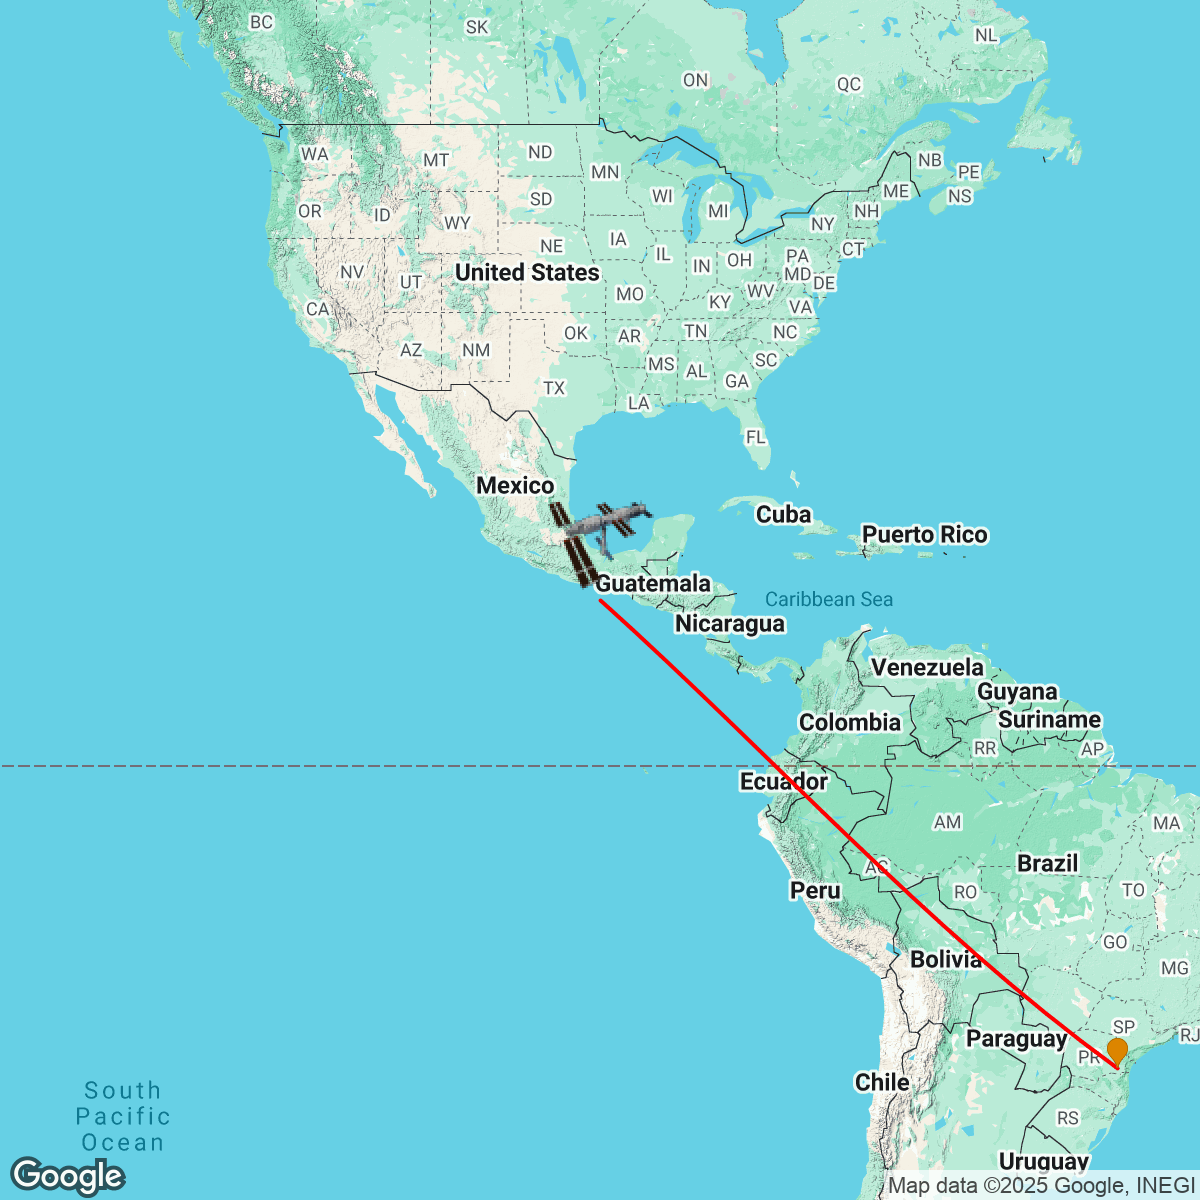 BC
SK
NL
ON
QC
WA
MT
ND
MN
NB
PE
NS
ME
OR
ID
WY
SD
WI
MI
NY
NH
CT
NE
IA
IL
IN
OH
PA
MD
DE
NV
UT
United States
MO
KY
WV
VA
CA
AZ
NM
OK
AR
TN
NC
MS
AL
GA
SC
TX
LA
FL
Mexico
Cuba
Puerto Rico
Guatemala
Caribbean Sea
Nicaragua
Venezuela
Guyana
Suriname
Colombia
RR
AP
Ecuador
AM
MA
AC
Brazil
Peru
RO
TO
Bolivia
GO
MG
SP
RJ
Paraguay
PR
Chile
RS
South
Pacific
Ocean
Uruguay
Google
Map data ©2025 Google, INEGI